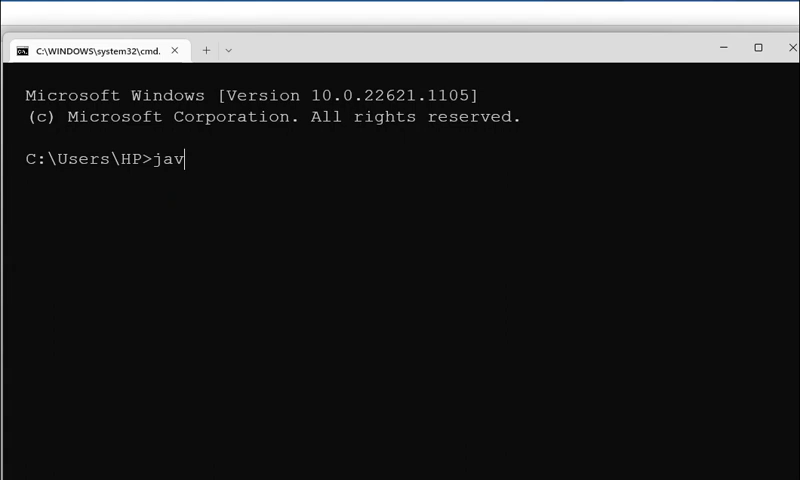 C:\WINDOWS\system32\cmd.
Microsoft Windows [Version 10.0.22621.1105]
(c) Microsoft Corporation. All rights reserved.
C:\Users\HP>jav